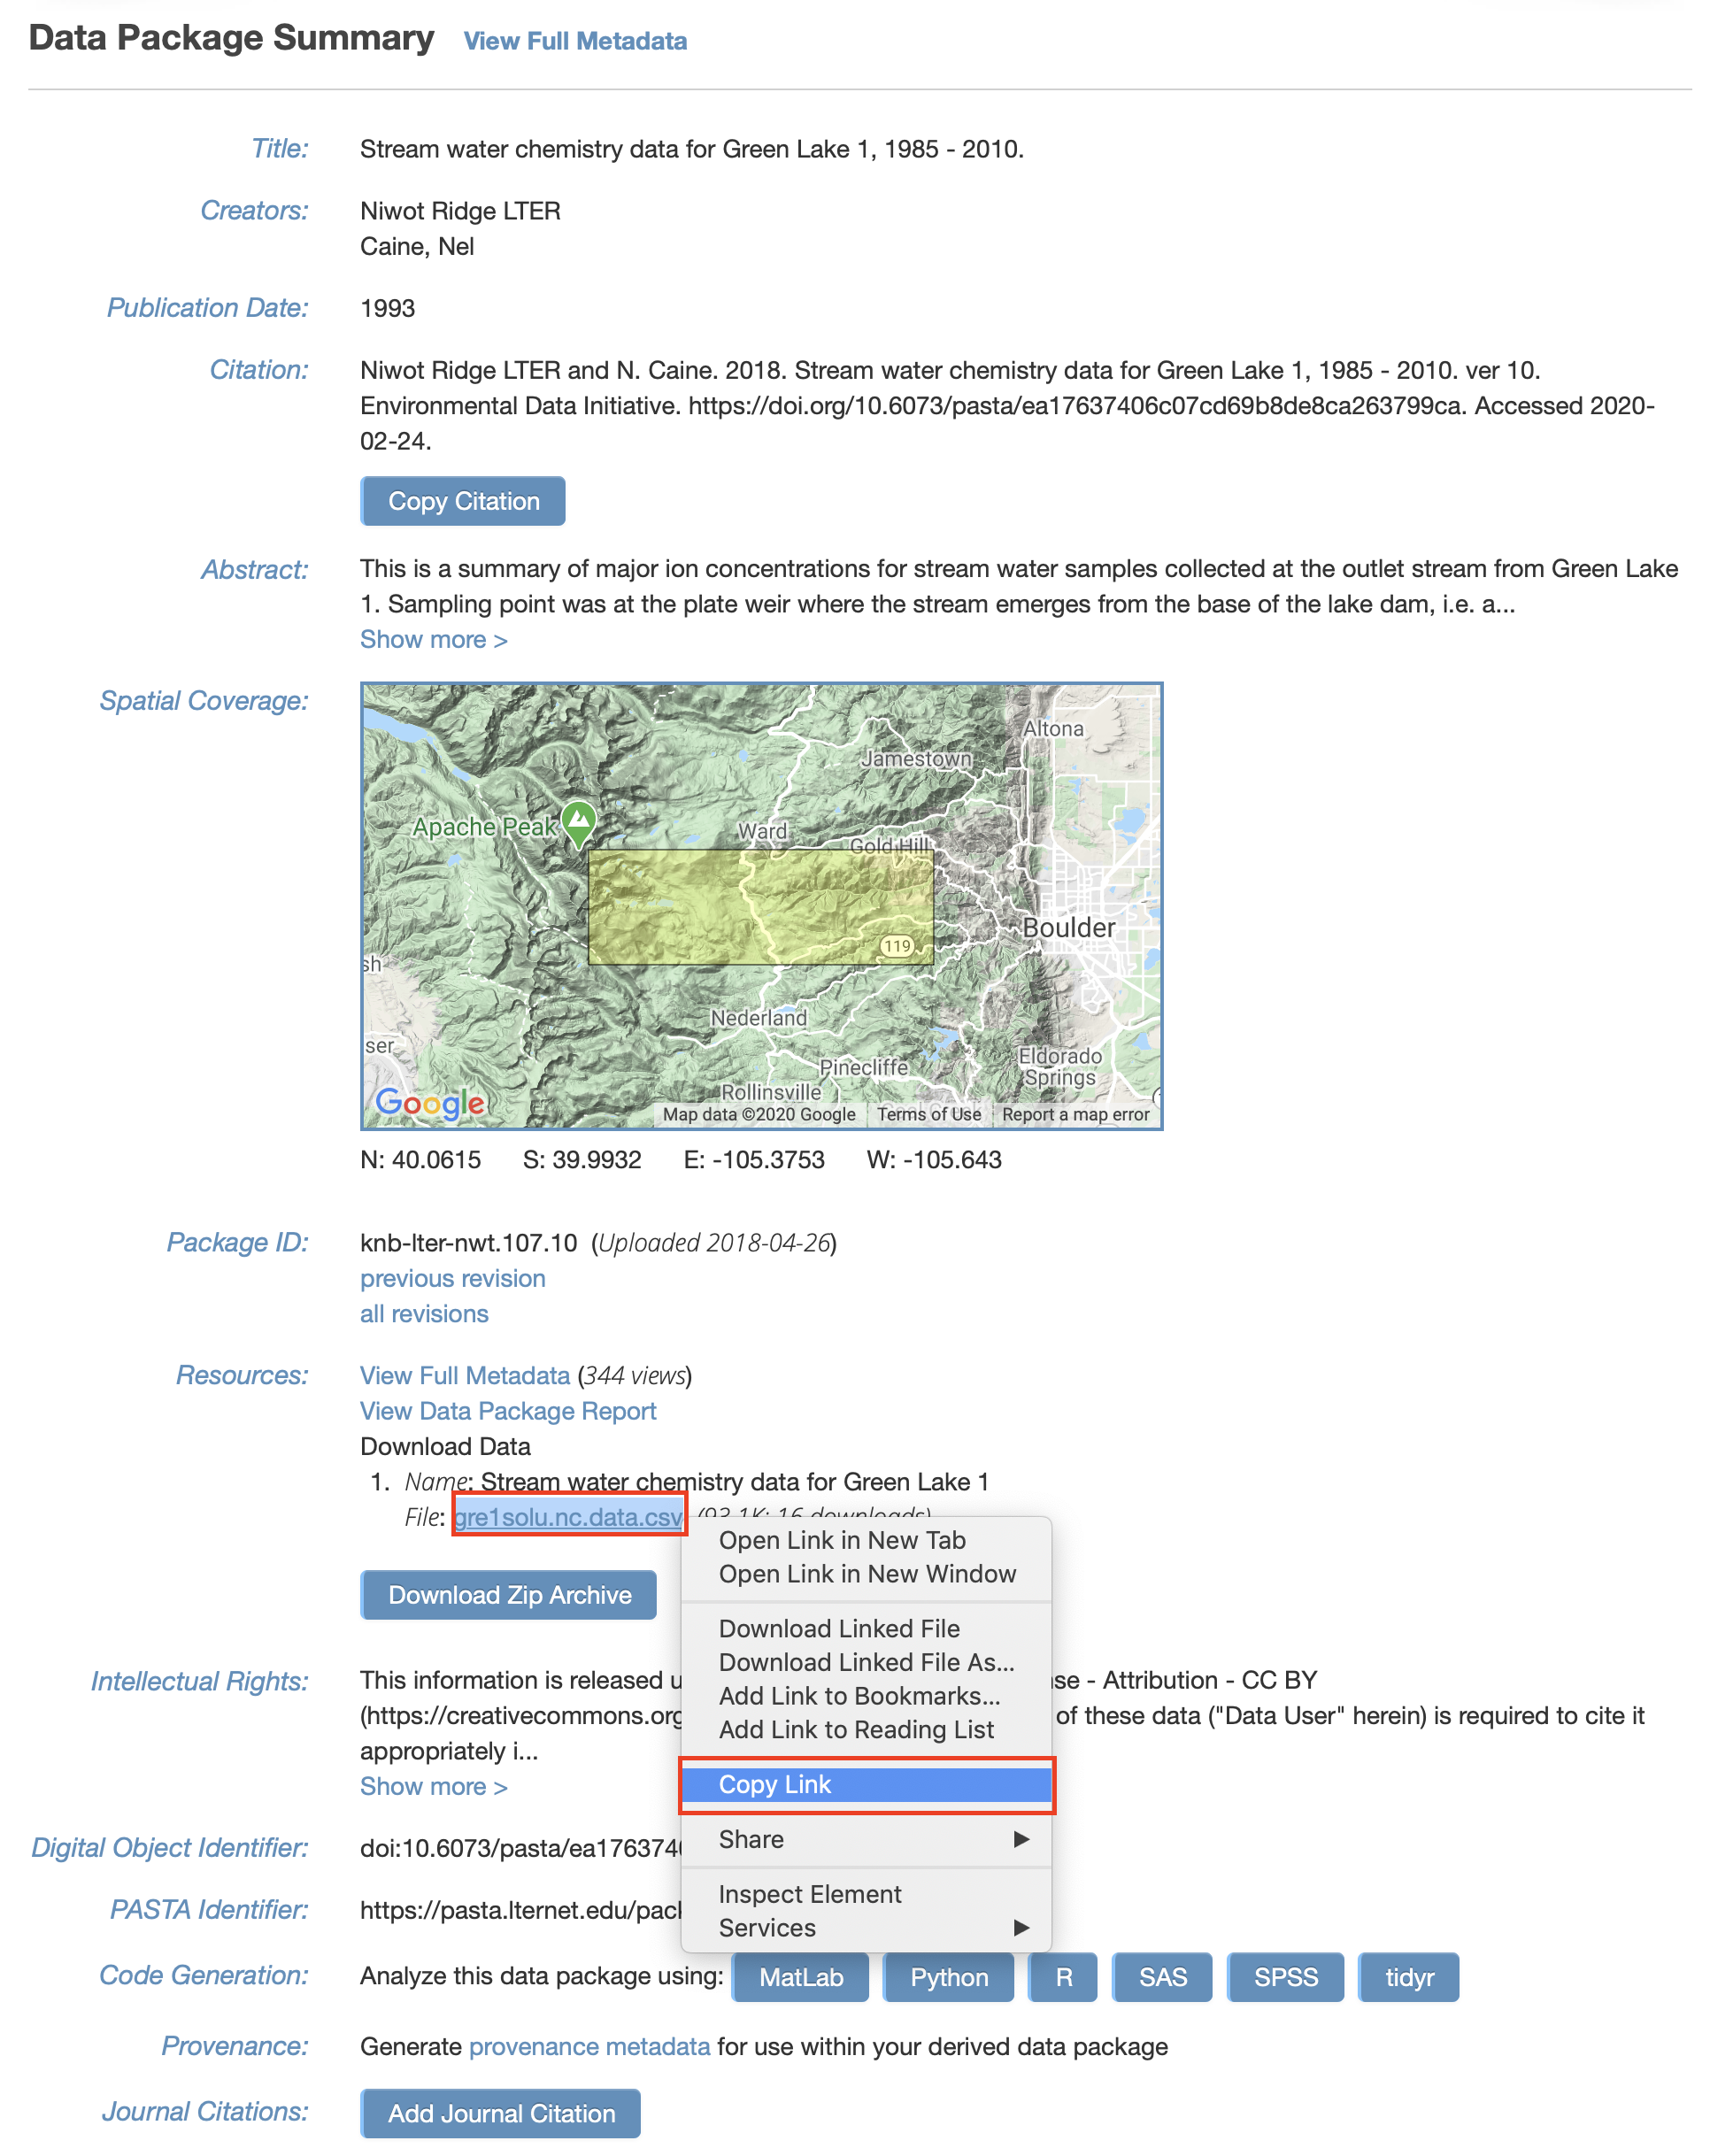 Data Package Summary View Full Metadata
Title: Stream water chemistry data for Green Lake 1, 1985 - 2010.
Creators: Niwot Ridge LTER
Caine, Nel
Publication Date: 1993
Citation: Niwot Ridge LTER and N. Caine. 2018. Stream water chemistry data for Green Lake 1, 1985 - 2010. ver 10.
Environmental Data Initiative. https://doi.org/10.6073/pasta/ea17637406c07cd69b8de8ca263799ca. Accessed 2020-
02-24.
Copy Citation
Abstract: This is a summary of major ion concentrations for stream water samples collected at the outlet stream from Green Lake
1. Sampling point was at the plate weir where the stream emerges from the base of the lake dam, i.e. a...
Show more >
Spatial Coverage:
Altona
Jamestown
Apache Peak
Ward
Gold Hill
Boulder
119
sh
Nederland
ser
Eldorado
Springs
Pinecliffe
Rollinsville
Google
Map data ©2020 Google Terms of Use Report a map error
N: 40.0615 S: 39.9932 E: -105.3753 W: -105.643
Package ID: knb-lter-nwt.107.10 (Uploaded 2018-04-26)
previous revision
all revisions
Resources: View Full Metadata (344 views)
View Data Package Report
Download Data
1. Name: Stream water chemistry data for Green Lake 1
File: gre1solu.nc.data.csv (93.1K; 16 downloads)
Open Link in New Tab
Open Link in New Window
Download Linked File
Download Linked File As...
Add Link to Bookmarks...
Add Link to Reading List
Copy Link
Share
Inspect Element
Services
Download Zip Archive
Intellectual Rights: This information is released u se - Attribution - CC BY
(https://creativecommons.org of these data ("Data User" herein) is required to cite it
appropriately i...
Show more >
Digital Object Identifier: doi:10.6073/pasta/ea176374
PASTA Identifier: https://pasta.lternet.edu/pack
Code Generation: Analyze this data package using: MatLab Python R SAS SPSS tidyr
Provenance: Generate provenance metadata for use within your derived data package
Journal Citations: Add Journal Citation